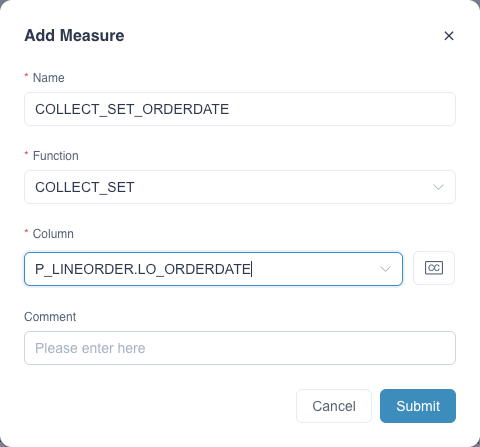 Add Measure
* Name
COLLECT_SET_ORDERDATE
* Function
COLLECT_SET
* Column
P_LINEORDER.LO_ORDERDATE
CC
Comment
Please enter here
Cancel
Submit